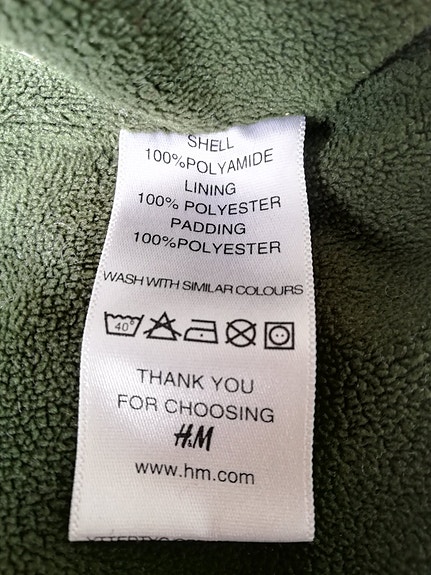 SHELL
100%POLYAMIDE
LINING
100% POLYESTER
PADDING
100%POLYESTER
WASH WITH SIMILAR COLOURS
40°
THANK YOU
FOR CHOOSING
H&M
www.hm.com